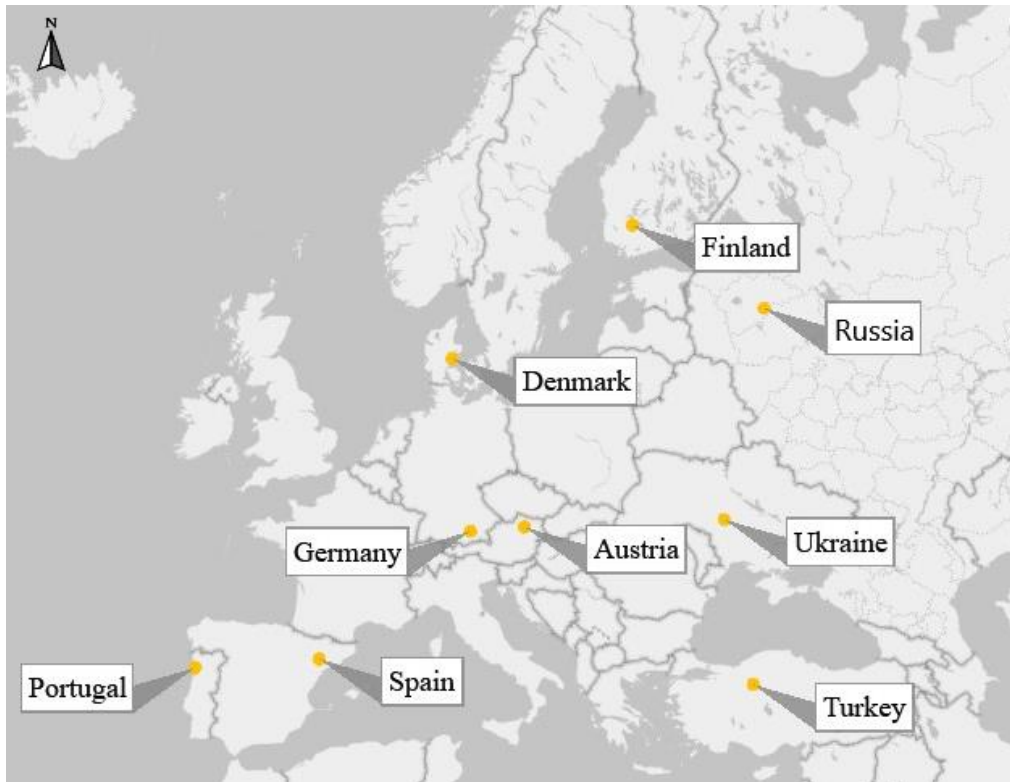 N
Finland
Russia
Denmark
Ukraine
Germany
Austria
Portugal
Spain
Turkey